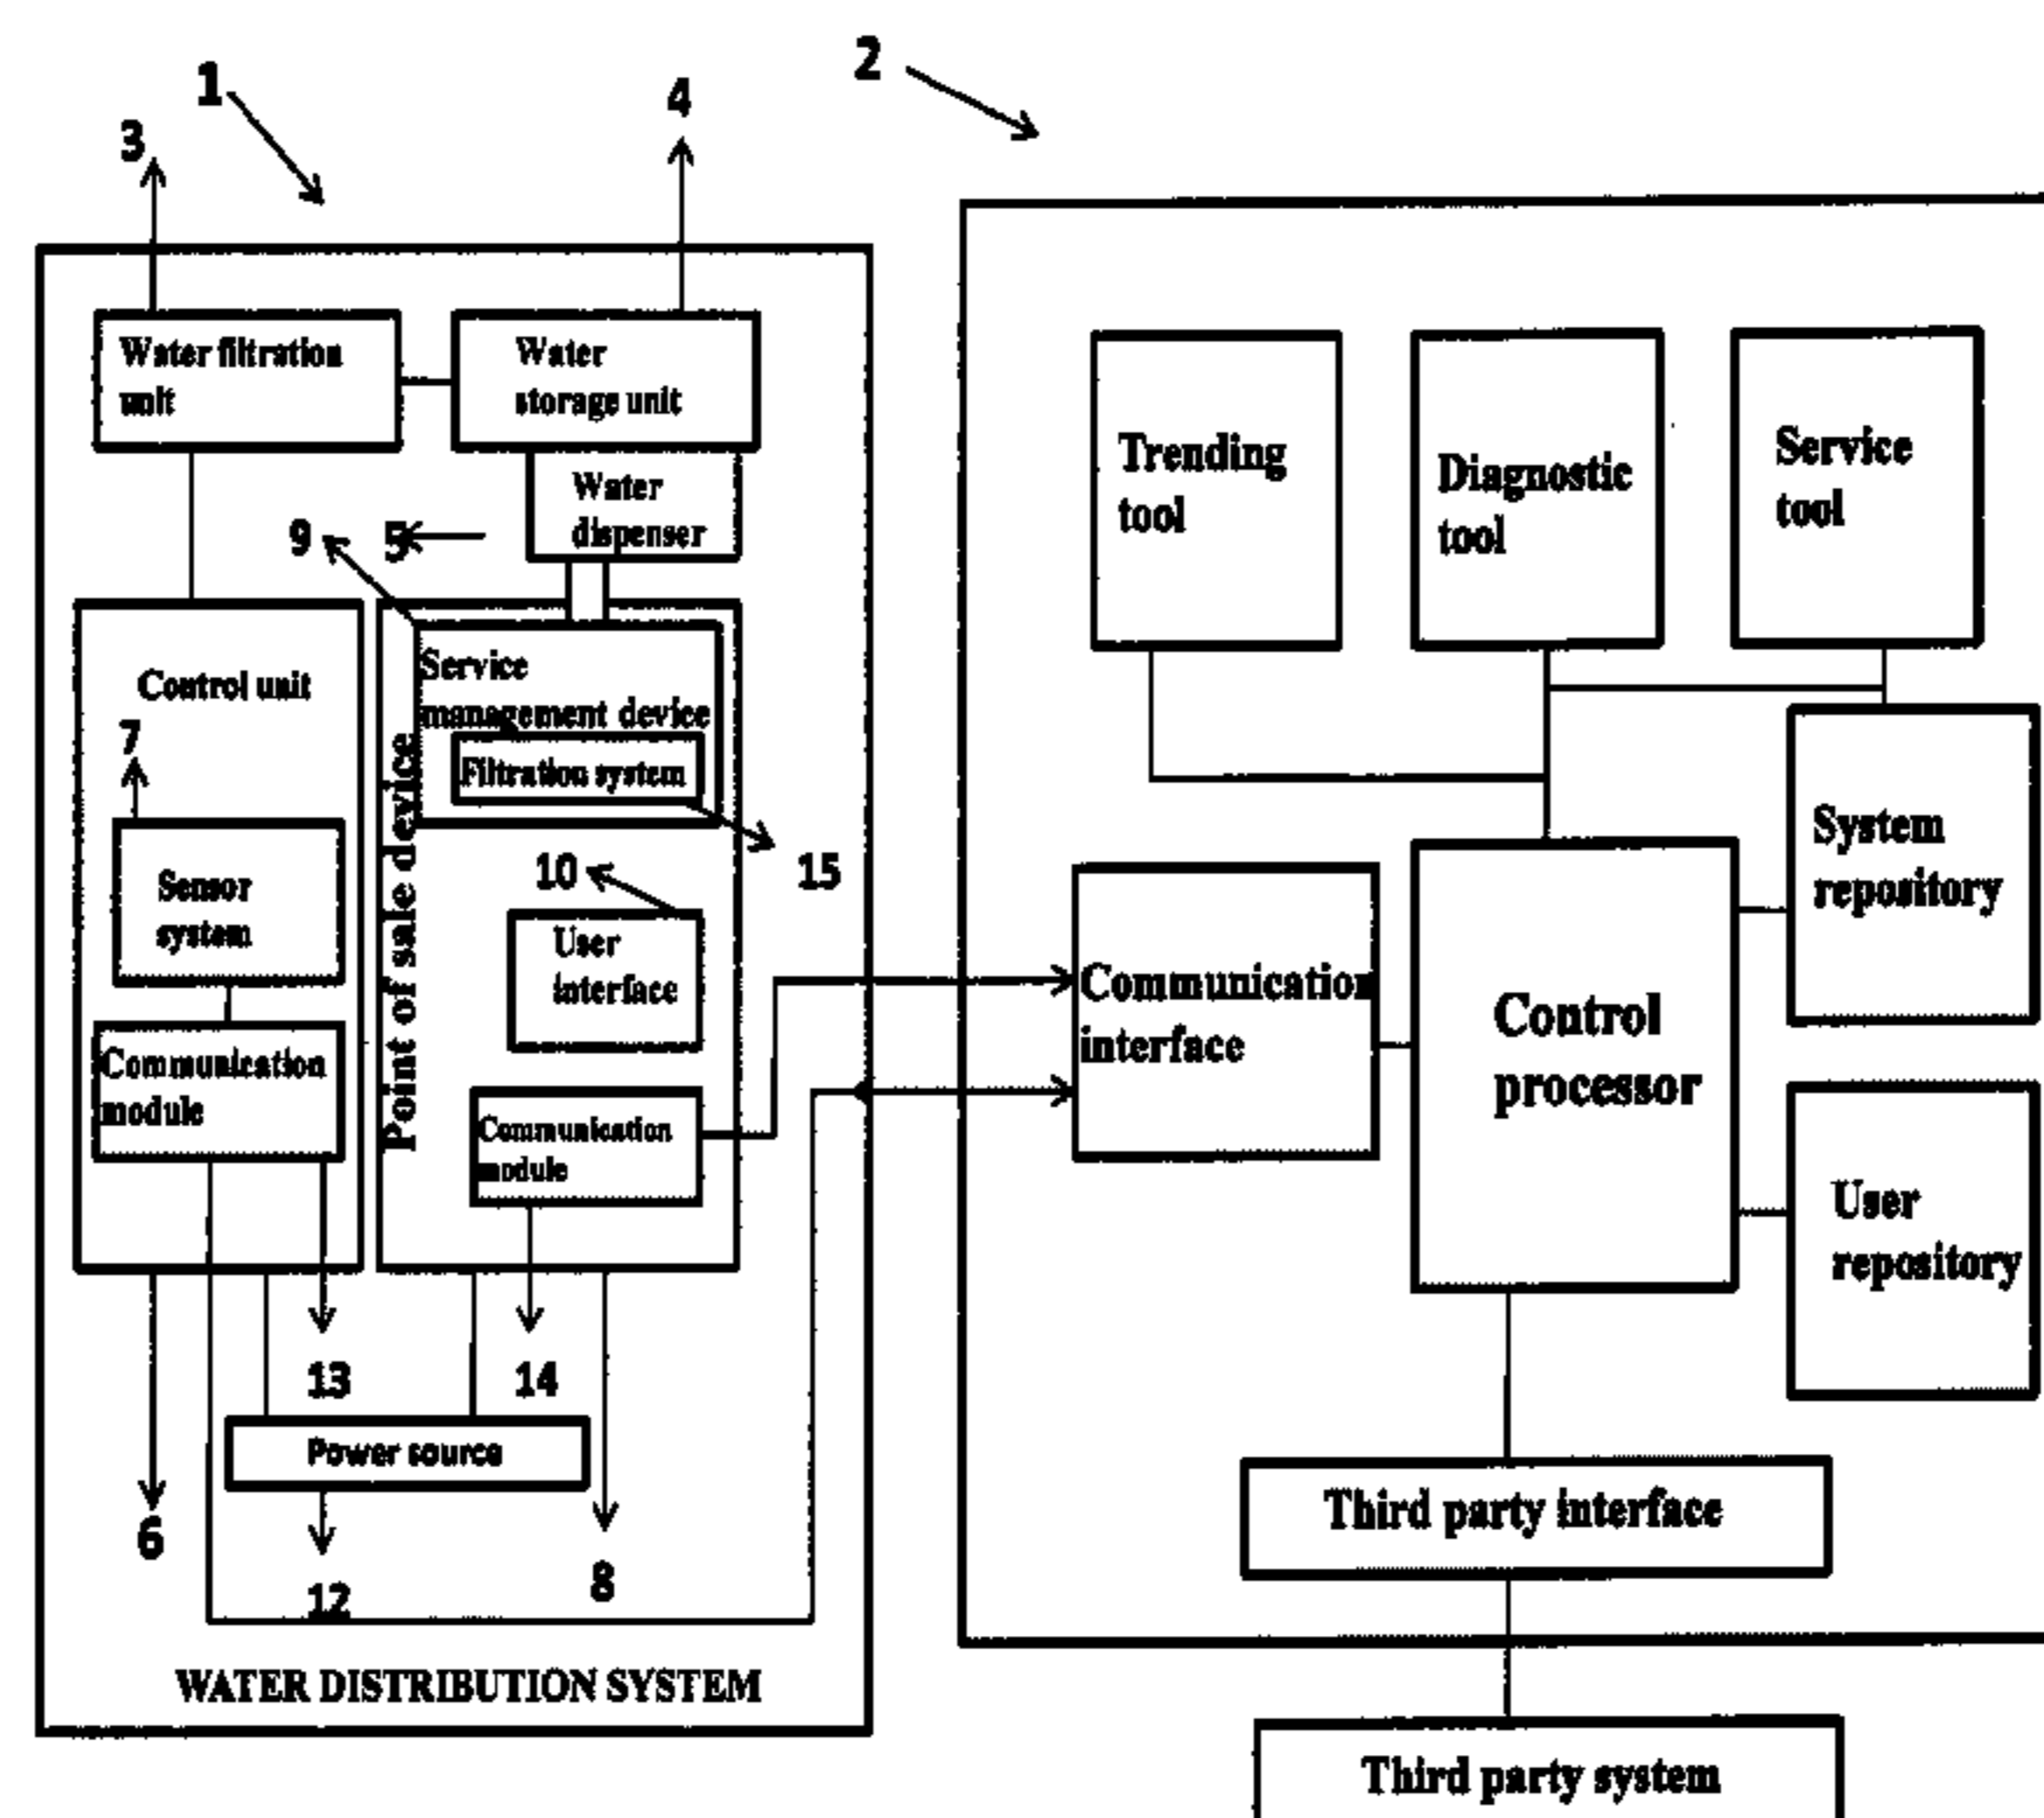 1
2
3
4
Water filtration
unit
Water
storage unit
Water
dispenser
9
5
Control unit
7
Sensor
system
Communication
module
Point of sale device
Service
management device
Filtration system
15
10
User
interface
Communication
module
13
14
Power source
6
12
8
WATER DISTRIBUTION SYSTEM
Trending
tool
Diagnostic
tool
Service
tool
System
repository
Communication
interface
Control
processor
User
repository
Third party interface
Third party system